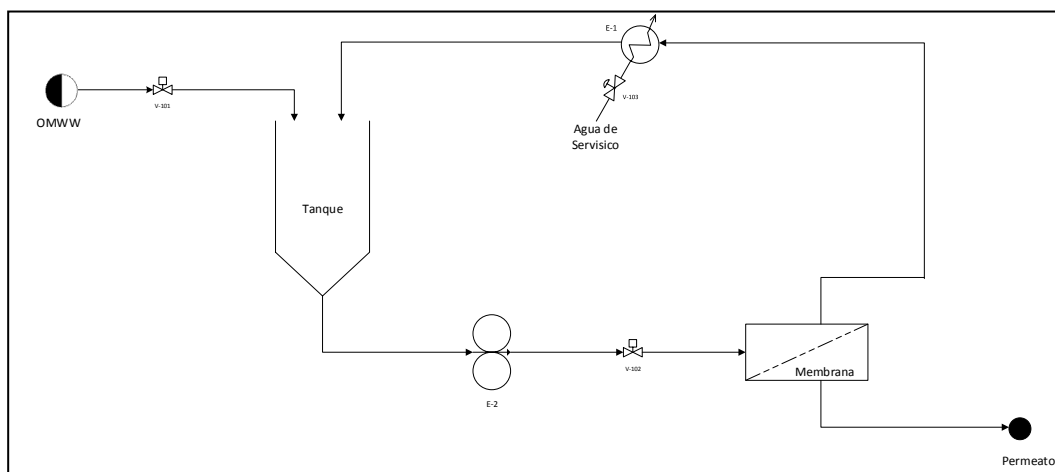 E-1
V-101
OMWW
V-103
Agua de
Servisico
Tanque
V-102
Membrana
E-2
Permeato